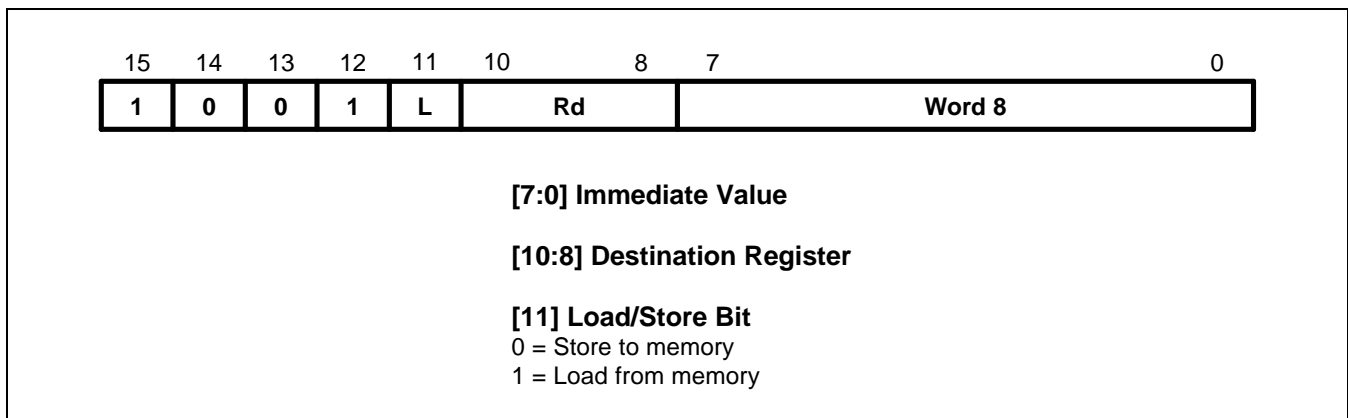 15 14 13 12 11 10 8 7 0
1 0 0 1 L Rd Word 8
[7:0] Immediate Value
[10:8] Destination Register
[11] Load/Store Bit
0 = Store to memory
1 = Load from memory